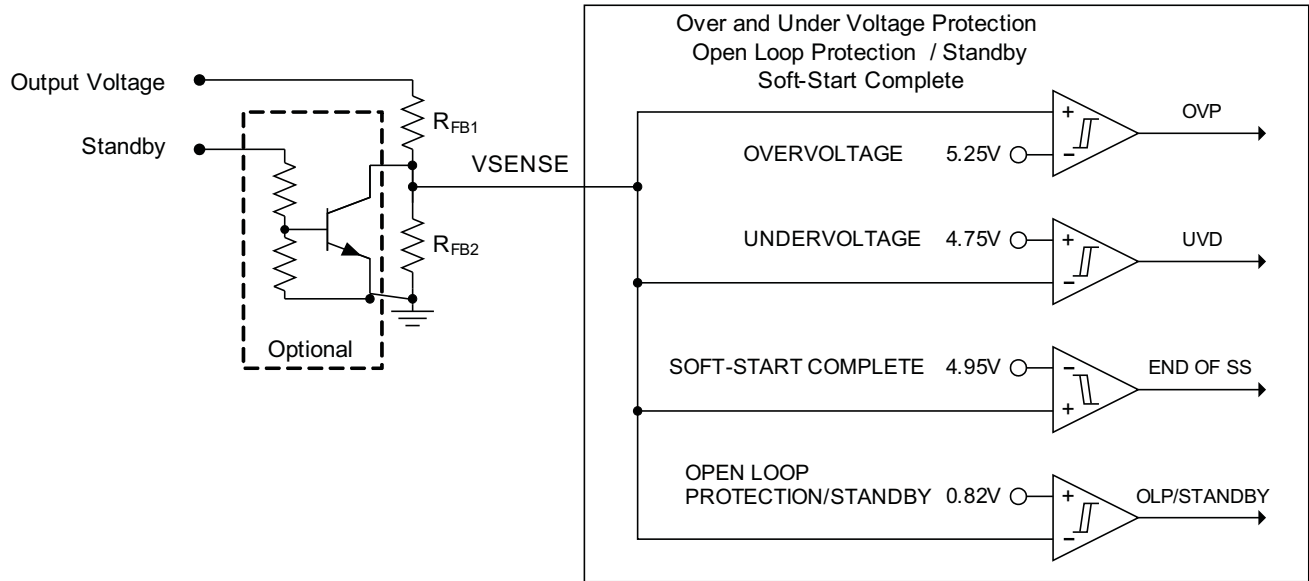 Over and Under Voltage Protection
Open Loop Protection / Standby
Soft-Start Complete
Output Voltage
Standby
Optional
RFB1
RFB2
VSENSE
OVERVOLTAGE 5.25V
+
−
OVP
UNDERVOLTAGE 4.75V
+
−
UVD
SOFT-START COMPLETE 4.95V
−
+
END OF SS
OPEN LOOP
PROTECTION/STANDBY 0.82V
+
−
OLP/STANDBY